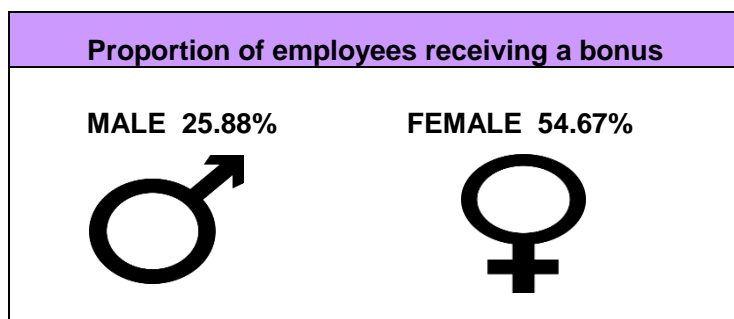 Proportion of employees receiving a bonus
MALE 25.88% FEMALE 54.67%